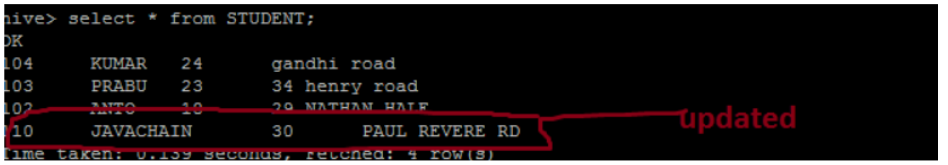 hive> select * from STUDENT;
OK
104 KUMAR 24 gandhi road
103 PRABU 23 34 henry road
102 ANTO 18 29 NATHAN HALE
10 JAVACHAIN 30 PAUL REVERE RD
updated
Time taken: 0.139 seconds, Fetched: 4 row(s)